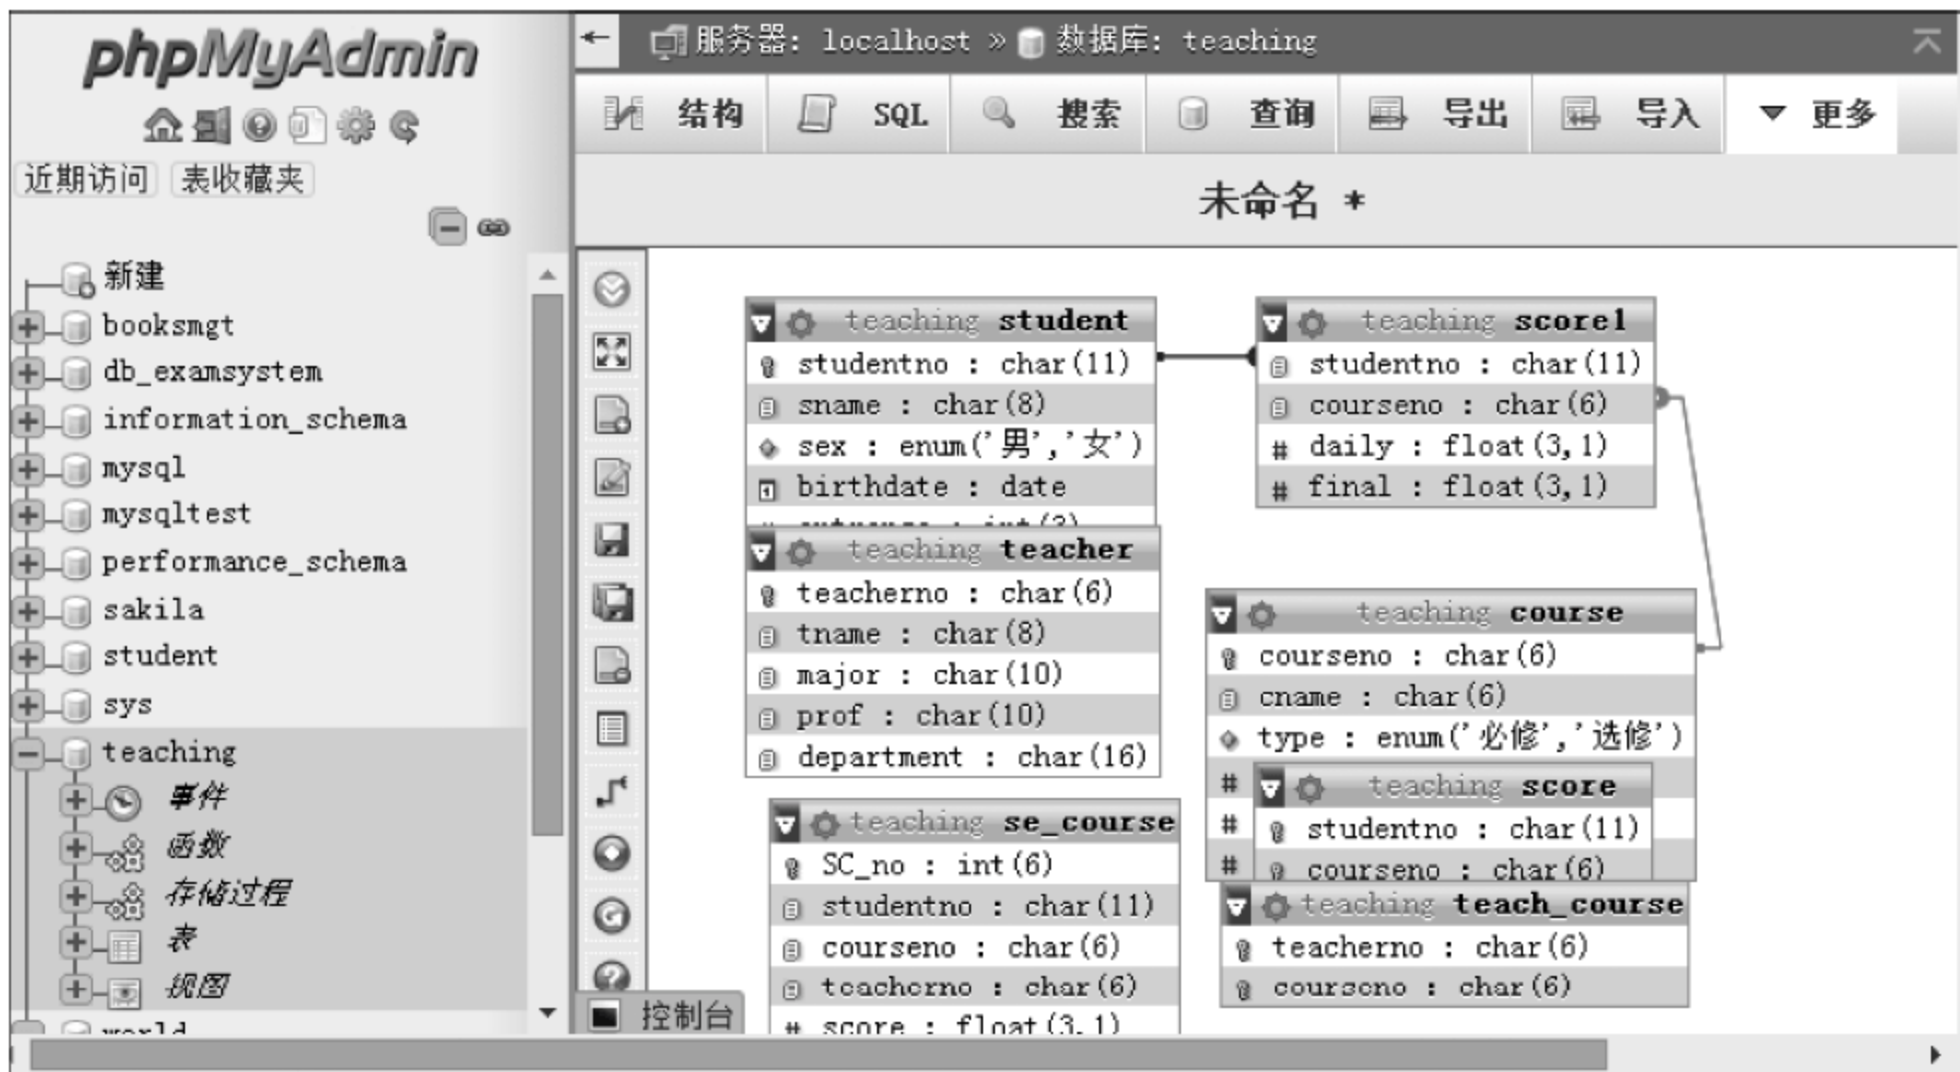 phpMyAdmin
近期访问 表收藏夹
新建
booksmgt
db_examsystem
information_schema
mysql
mysqltest
performance_schema
sakila
student
sys
teaching
事件
函数
存储过程
表
视图
world
服务器: localhost » 数据库: teaching
结构 SQL 搜索 查询 导出 导入 更多
未命名 *
teaching student
studentno : char(11)
sname : char(8)
sex : enum('男','女')
birthdate : date
teaching score1
studentno : char(11)
courseno : char(6)
# daily : float(3,1)
# final : float(3,1)
teaching teacher
teacherno : char(6)
tname : char(8)
major : char(10)
prof : char(10)
department : char(16)
teaching course
courseno : char(6)
cname : char(6)
type : enum('必修','选修')
#
#
#
teaching score
studentno : char(11)
courseno : char(6)
teaching se_course
SC_no : int(6)
studentno : char(11)
courseno : char(6)
teacherno : char(6)
# score : float(3,1)
teaching teach_course
teacherno : char(6)
courseno : char(6)
控制台